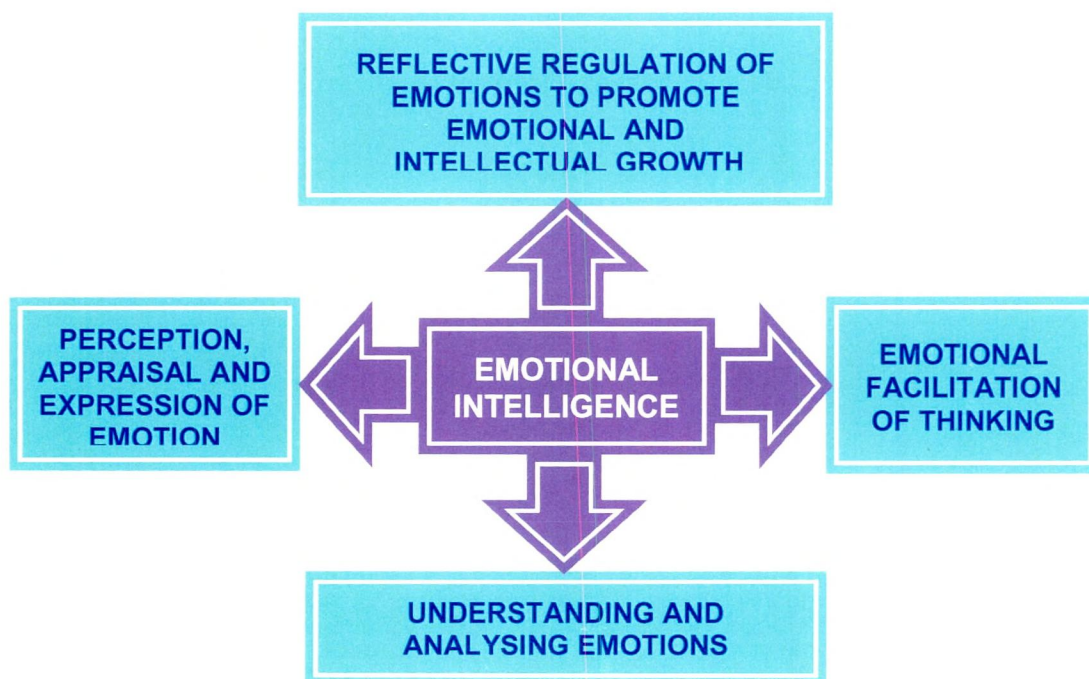 REFLECTIVE REGULATION OF
EMOTIONS TO PROMOTE
EMOTIONAL AND
INTELLECTUAL GROWTH
PERCEPTION,
APPRAISAL AND
EXPRESSION OF
EMOTION
EMOTIONAL
INTELLIGENCE
EMOTIONAL
FACILITATION
OF THINKING
UNDERSTANDING AND
ANALYSING EMOTIONS